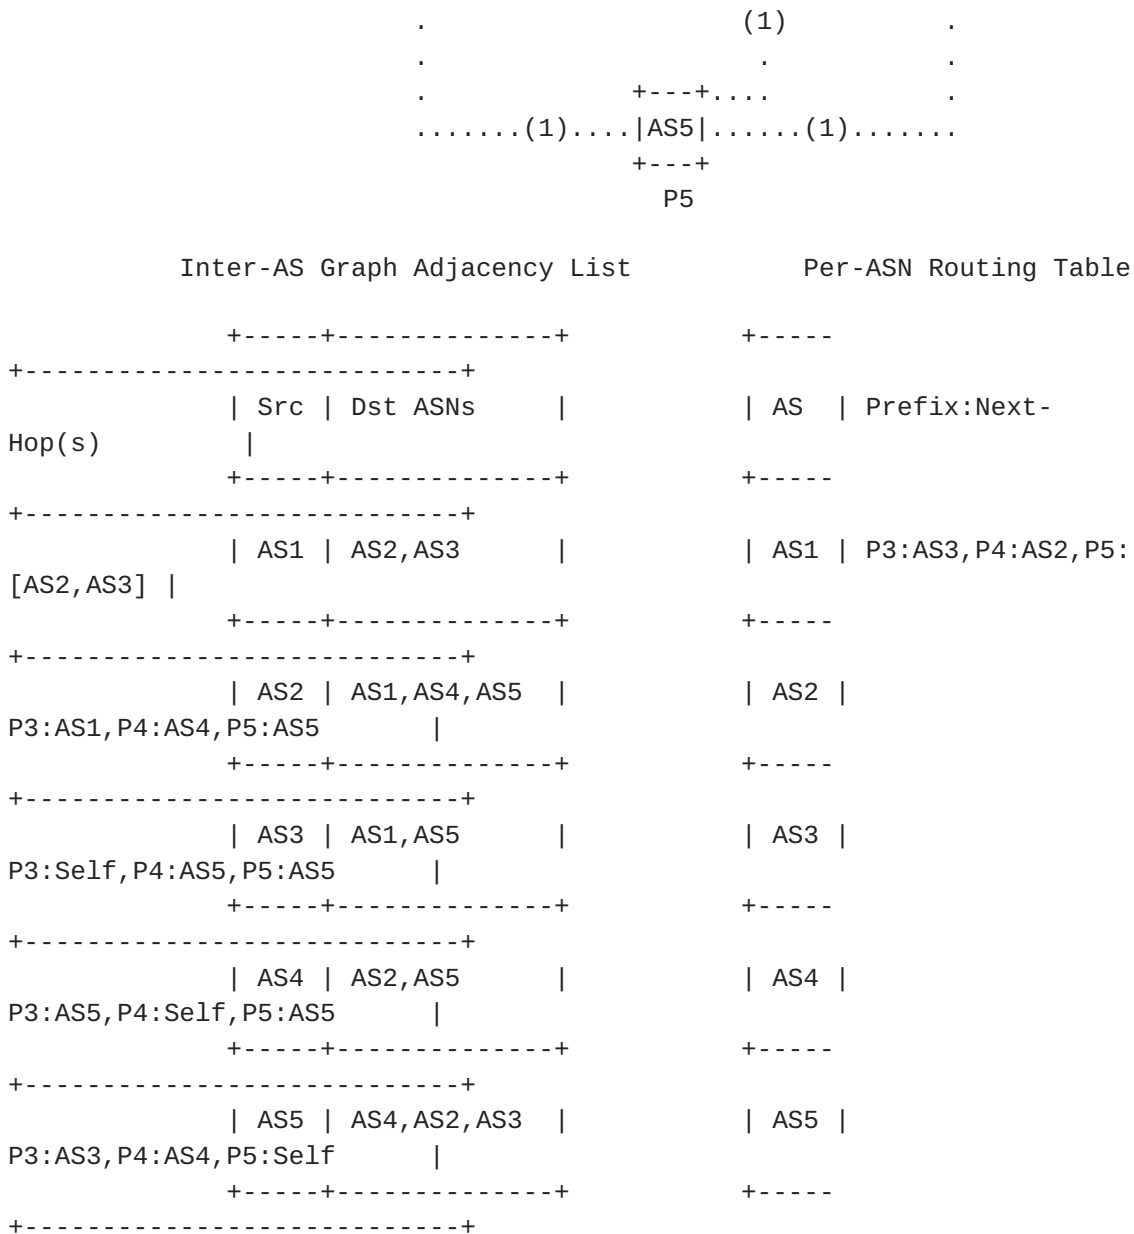 .                    (1)          .
.                     .           .
.             +---+....           .
.......(1)....|AS5|......(1).......
+---+
P5
Inter-AS Graph Adjacency List           Per-ASN Routing Table
+-----+--------------+           +-----
+----------------------------+
| Src | Dst ASNs     |           | AS  | Prefix:Next-
Hop(s)         |
+-----+--------------+           +-----
+----------------------------+
| AS1 | AS2,AS3      |           | AS1 | P3:AS3,P4:AS2,P5:
[AS2,AS3] |
+-----+--------------+           +-----
+----------------------------+
| AS2 | AS1,AS4,AS5  |           | AS2 |
P3:AS1,P4:AS4,P5:AS5       |
+-----+--------------+           +-----
+----------------------------+
| AS3 | AS1,AS5      |           | AS3 |
P3:Self,P4:AS5,P5:AS5      |
+-----+--------------+           +-----
+----------------------------+
| AS4 | AS2,AS5      |           | AS4 |
P3:AS5,P4:Self,P5:AS5      |
+-----+--------------+           +-----
+----------------------------+
| AS5 | AS4,AS2,AS3  |           | AS5 |
P3:AS3,P4:AS4,P5:Self      |
+-----+--------------+           +-----
+----------------------------+